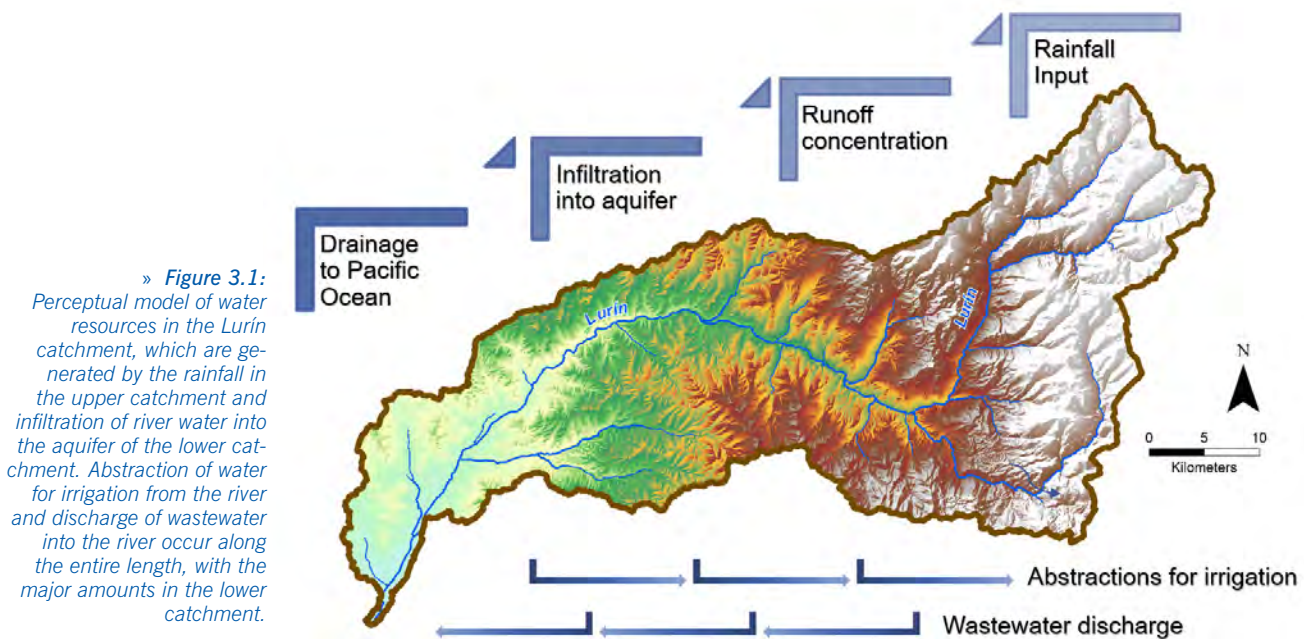 » Figure 3.1:
Perceptual model of water
resources in the Lurín
catchment, which are ge-
nerated by the rainfall in
the upper catchment and
infiltration of river water into
the aquifer of the lower cat-
chment. Abstraction of water
for irrigation from the river
and discharge of wastewater
into the river occur along
the entire length, with the
major amounts in the lower
catchment.
Rainfall
Input
Runoff
concentration
Infiltration
into aquifer
Drainage
to Pacific
Ocean
Lurín
Lurín
N
0 5 10
Kilometers
Abstractions for irrigation
Wastewater discharge